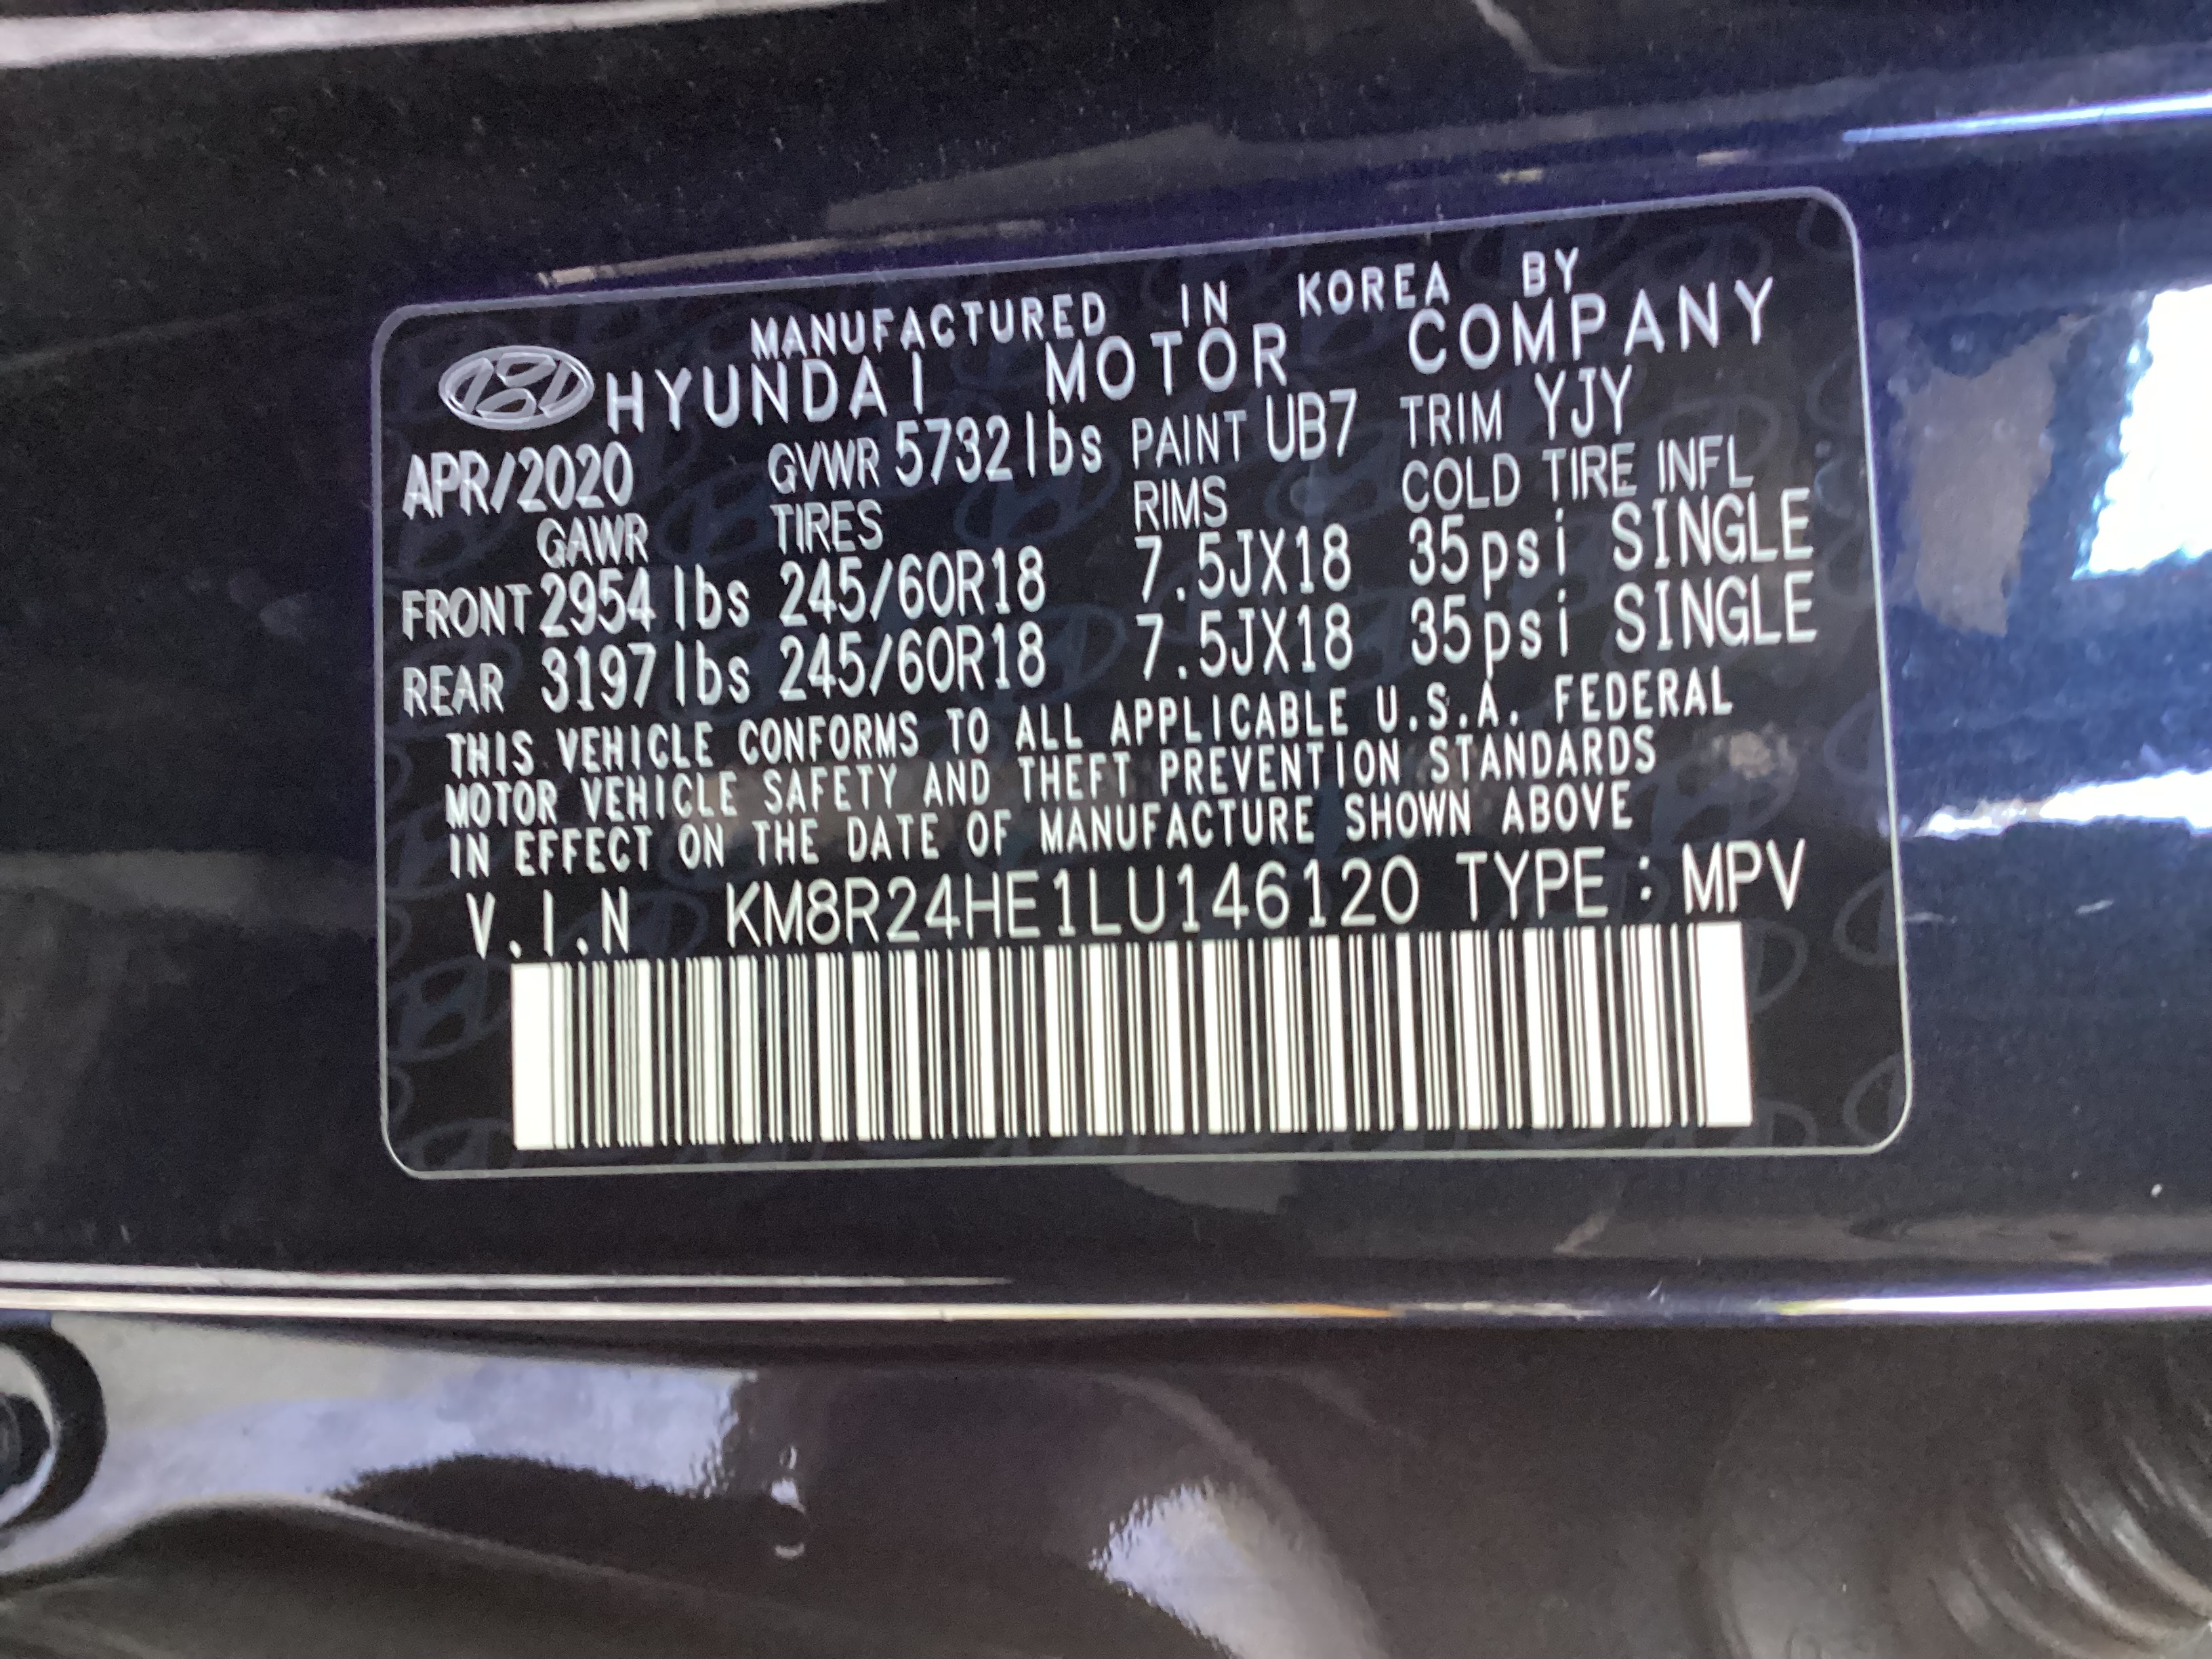 MANUFACTURED IN KOREA BY
HYUNDAI MOTOR COMPANY
APR/2020 GVWR 5732 lbs PAINT UB7 TRIM YJY
GAWR TIRES RIMS COLD TIRE INFL
FRONT 2954 lbs 245/60R18 7.5JX18 35psi SINGLE
REAR 3197 lbs 245/60R18 7.5JX18 35psi SINGLE
THIS VEHICLE CONFORMS TO ALL APPLICABLE U.S.A. FEDERAL
MOTOR VEHICLE SAFETY AND THEFT PREVENTION STANDARDS
IN EFFECT ON THE DATE OF MANUFACTURE SHOWN ABOVE
V.I.N KM8R24HE1LU146120 TYPE : MPV